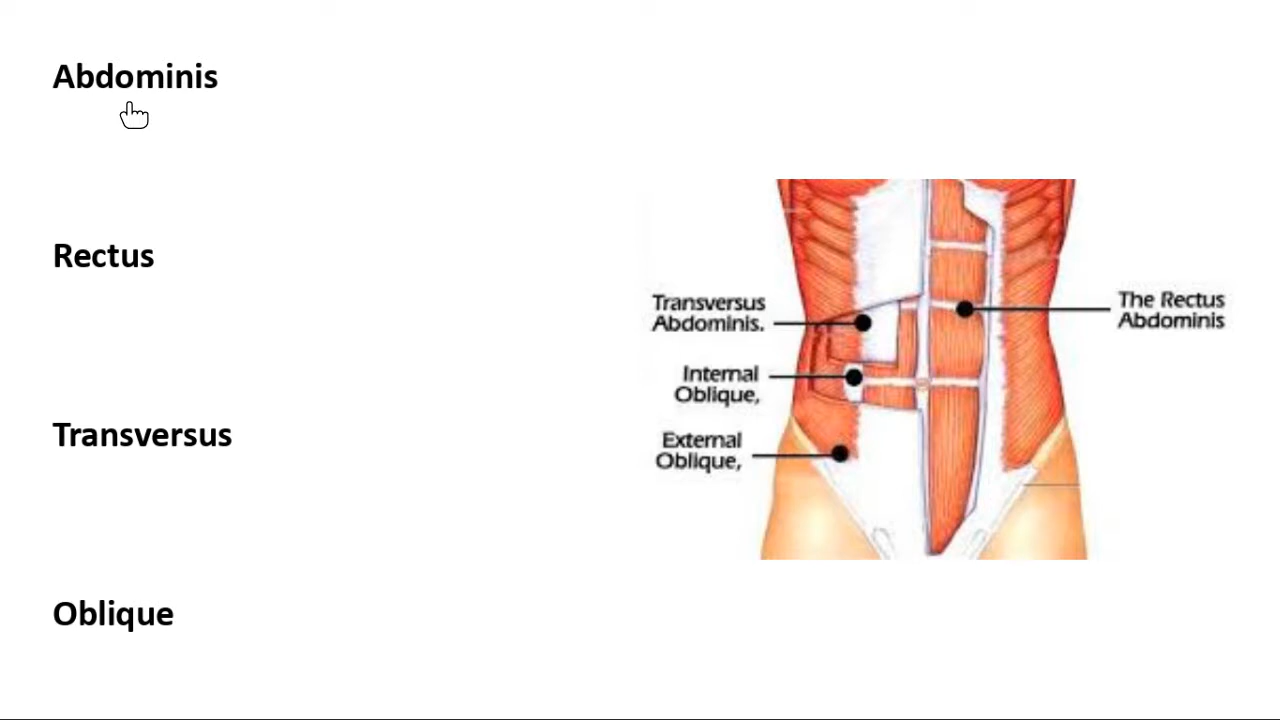 Abdominis
Rectus
Transversus
Oblique
Transversus
Abdominis.
Internal
Oblique,
External
Oblique,
The Rectus
Abdominis